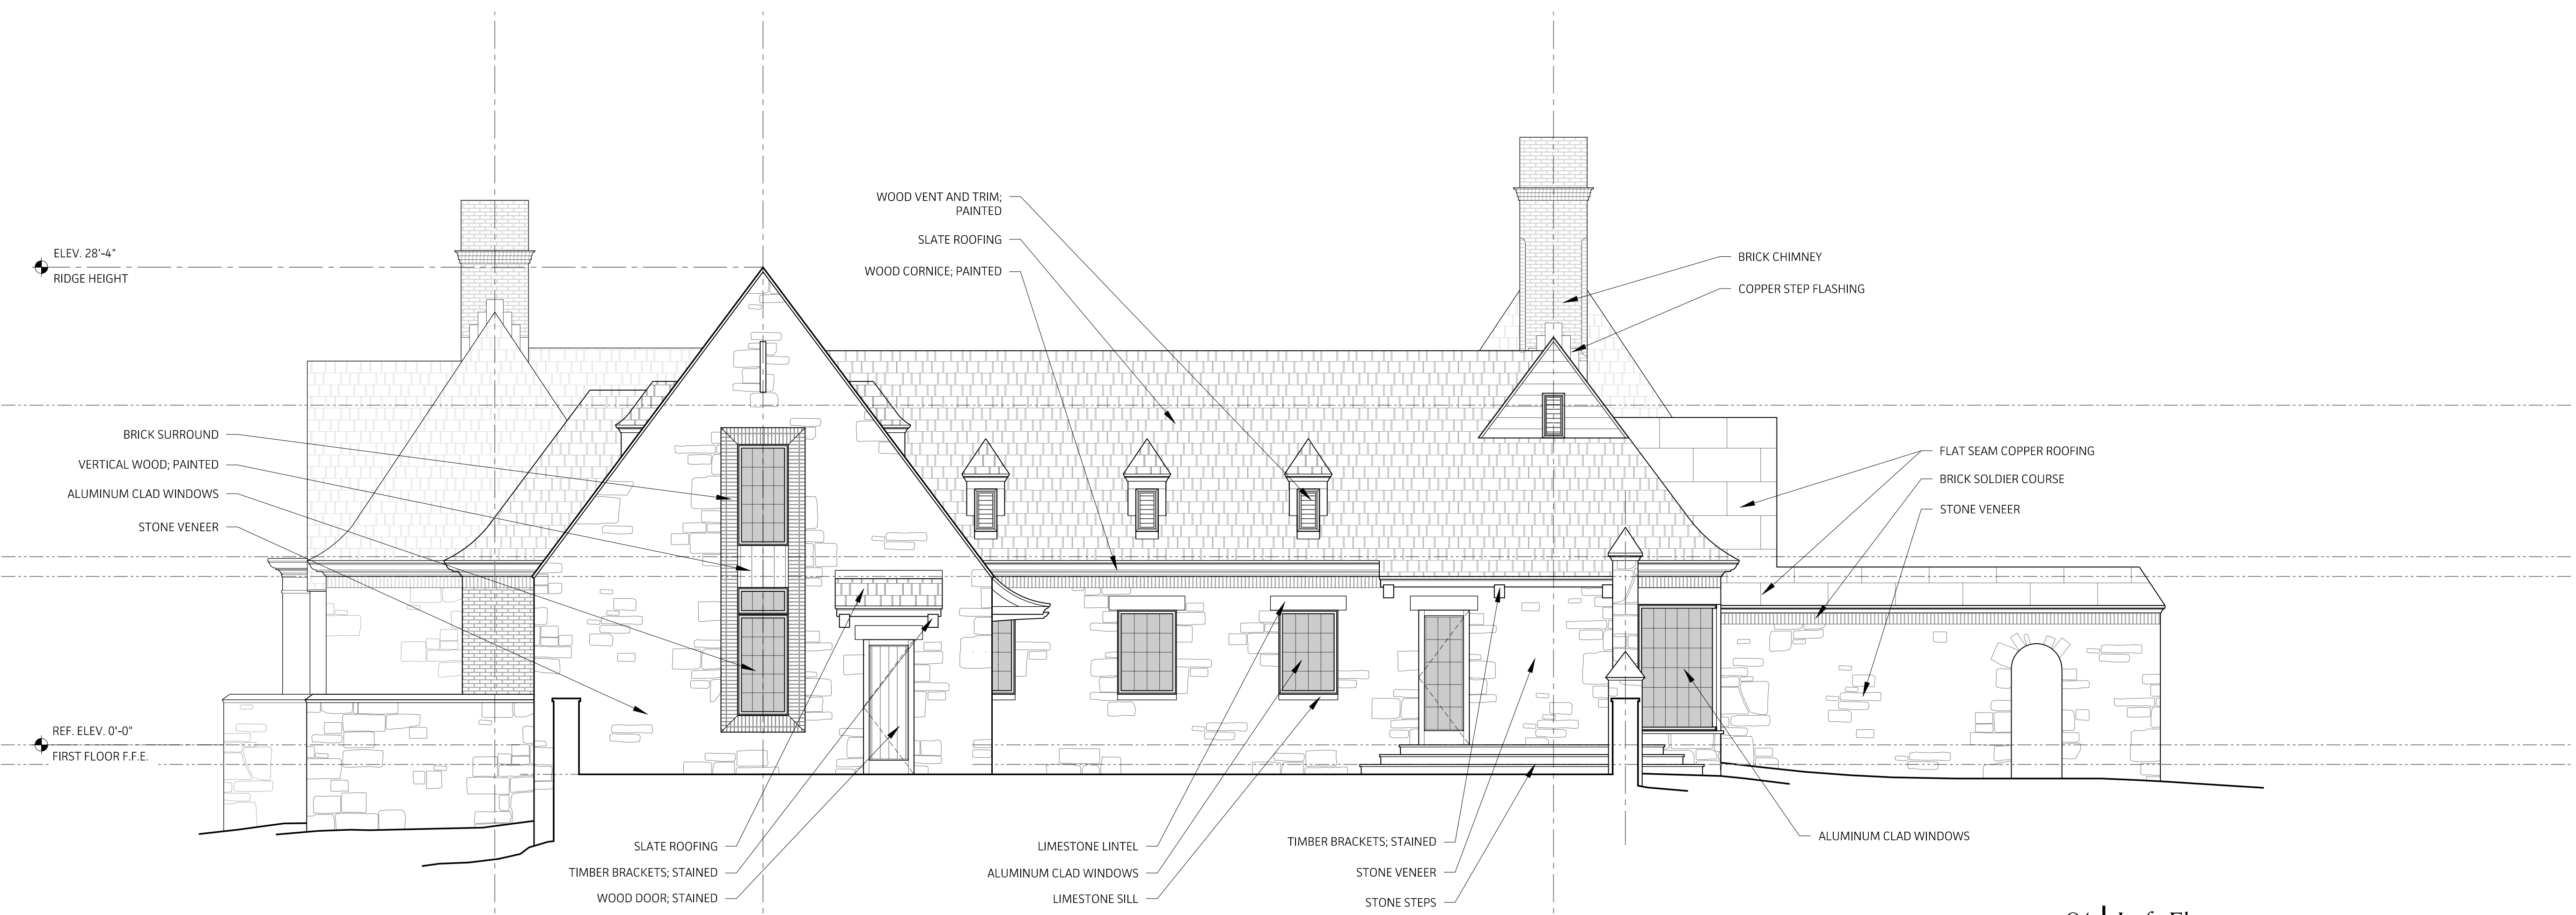 WOOD VENT AND TRIM;
PAINTED
SLATE ROOFING
WOOD CORNICE; PAINTED
ELEV. 28'-4"
RIDGE HEIGHT
BRICK CHIMNEY
COPPER STEP FLASHING
BRICK SURROUND
VERTICAL WOOD; PAINTED
ALUMINUM CLAD WINDOWS
STONE VENEER
FLAT SEAM COPPER ROOFING
BRICK SOLDIER COURSE
STONE VENEER
REF. ELEV. 0'-0"
FIRST FLOOR F.F.E.
SLATE ROOFING
TIMBER BRACKETS; STAINED
WOOD DOOR; STAINED
LIMESTONE LINTEL
ALUMINUM CLAD WINDOWS
LIMESTONE SILL
TIMBER BRACKETS; STAINED
STONE VENEER
STONE STEPS
ALUMINUM CLAD WINDOWS